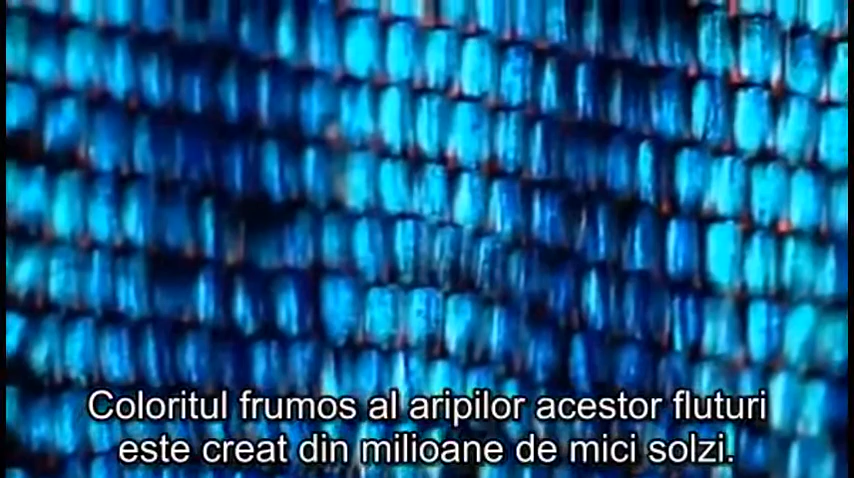 Coloritul frumos al aripilor acestor fluturi
este creat din milioane de mici solzi.